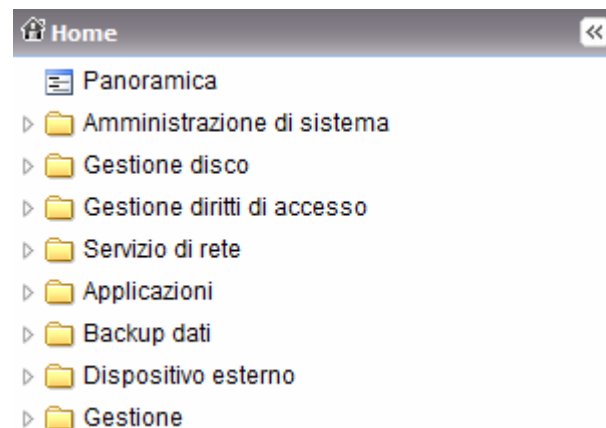 Home
Panoramica
Amministrazione di sistema
Gestione disco
Gestione diritti di accesso
Servizio di rete
Applicazioni
Backup dati
Dispositivo esterno
Gestione